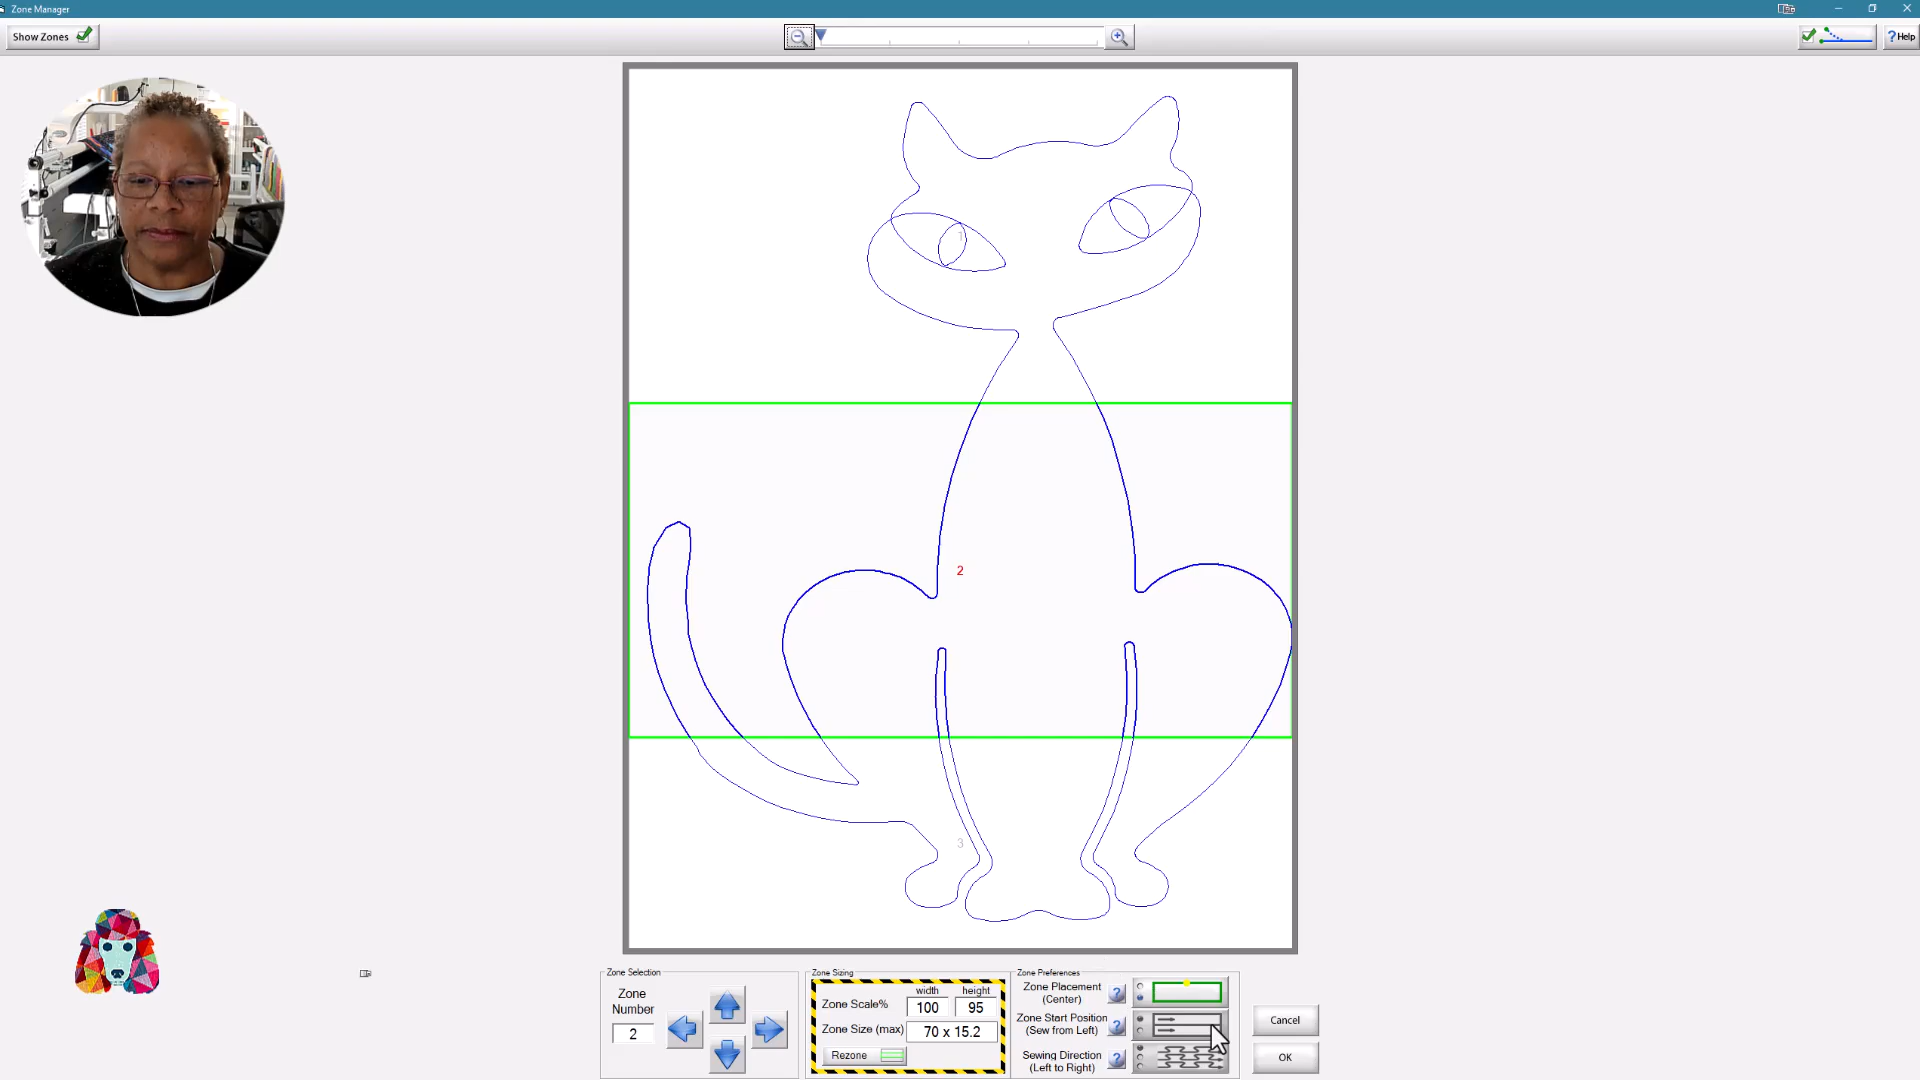 Zone Manager
Show Zones
Help
1
2
3
Zone Selection
Zone
Number
2
Zone Sizing
width height
Zone Scale% 100 95
Zone Size (max) 70 x 15.2
Rezone
Zone Preferences
Zone Placement
(Center)
?
Zone Start Position
(Sew from Left)
?
Sewing Direction
(Left to Right)
?
Cancel
OK